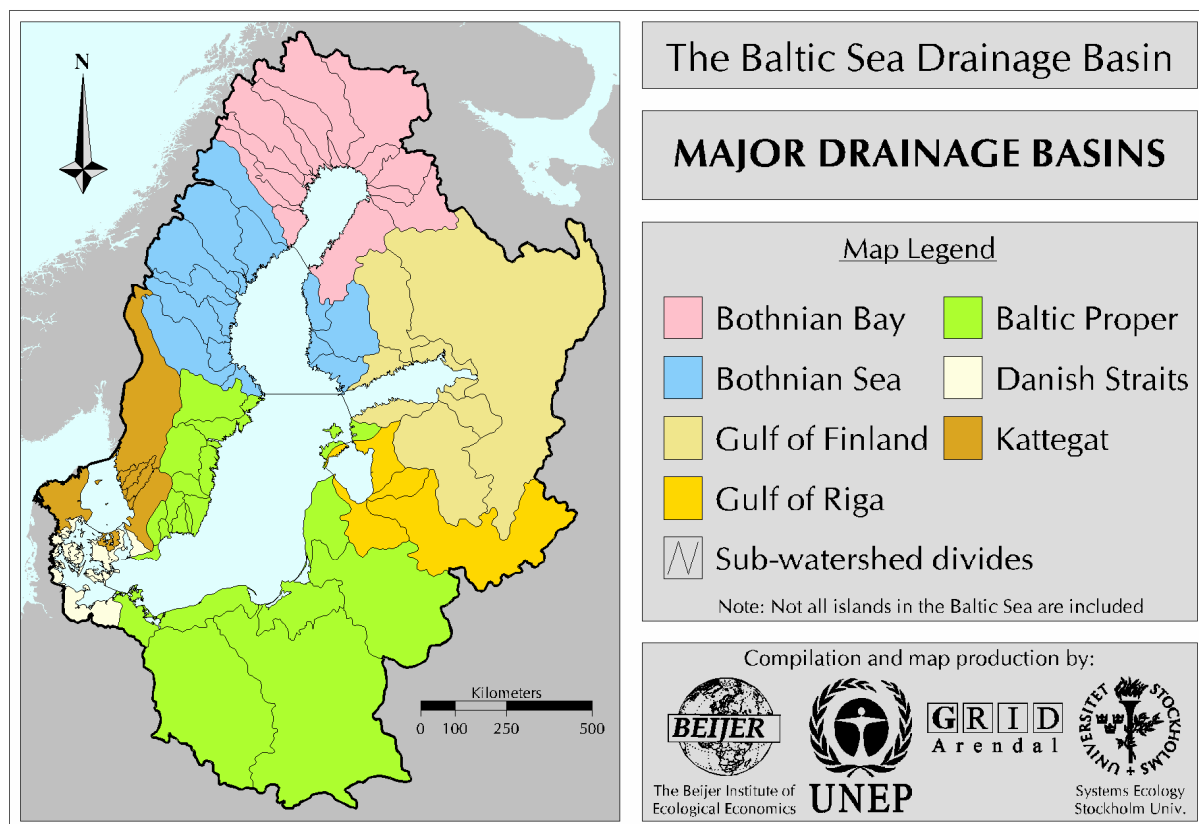 N
Kilometers
0 100 250 500
The Baltic Sea Drainage Basin
MAJOR DRAINAGE BASINS
Map Legend
Bothnian Bay
Baltic Proper
Bothnian Sea
Danish Straits
Gulf of Finland
Kattegat
Gulf of Riga
Sub-watershed divides
Note: Not all islands in the Baltic Sea are included
Compilation and map production by:
BEIJER
The Beijer Institute of
Ecological Economics
UNEP
GRID
Arendal
STOCKHOLMS UNIVERSITET
Systems Ecology
Stockholm Univ.